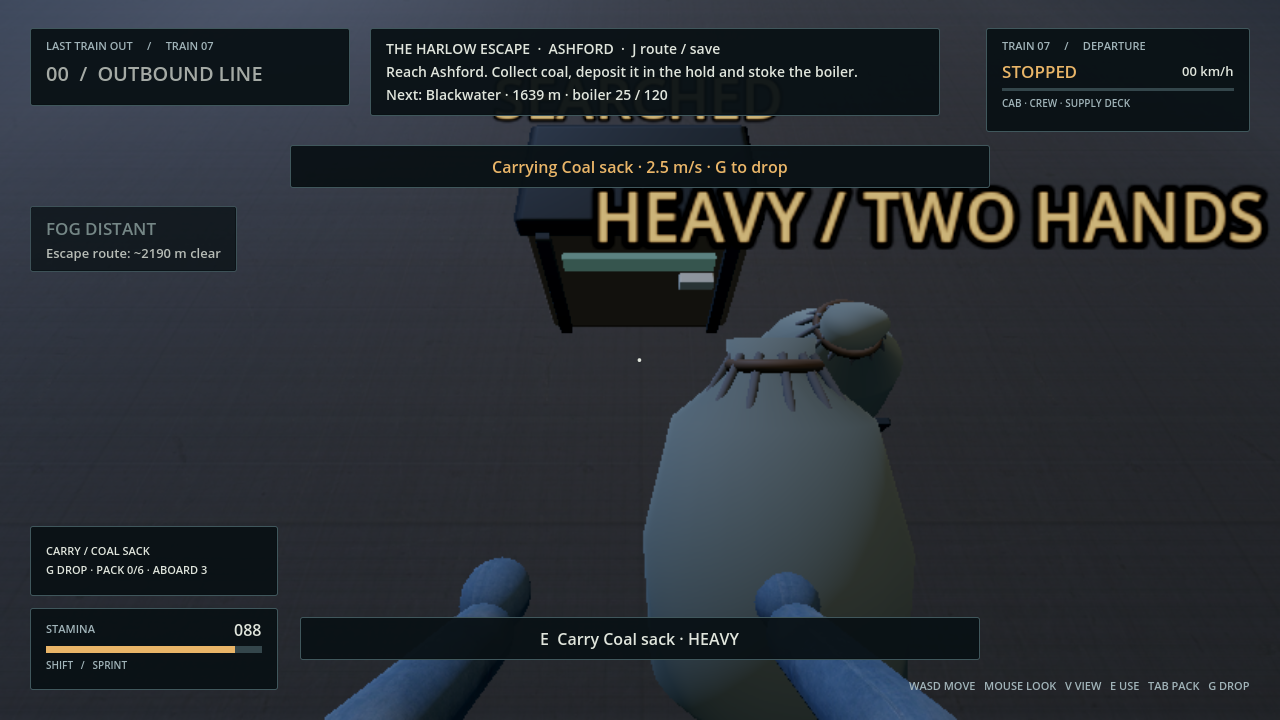 LAST TRAIN OUT / TRAIN 07
00 / OUTBOUND LINE
THE HARLOW ESCAPE · ASHFORD · J route / save
Reach Ashford. Collect coal, deposit it in the hold and stoke the boiler.
Next: Blackwater · 1639 m · boiler 25 / 120
TRAIN 07 / DEPARTURE
STOPPED 00 km/h
CAB · CREW · SUPPLY DECK
SEARCHED
Carrying Coal sack · 2.5 m/s · G to drop
HEAVY / TWO HANDS
FOG DISTANT
Escape route: ~2190 m clear
CARRY / COAL SACK
G DROP · PACK 0/6 · ABOARD 3
STAMINA 088
SHIFT / SPRINT
E Carry Coal sack · HEAVY
WASD MOVE MOUSE LOOK V VIEW E USE TAB PACK G DROP